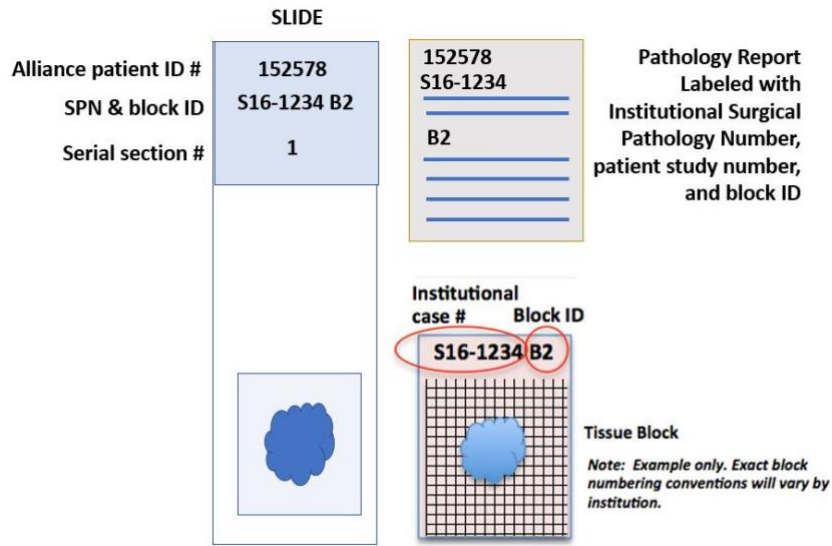 SLIDE
Alliance patient ID #
152578
SPN & block ID
S16-1234 B2
Serial section #
1
152578
S16-1234
B2
Pathology Report
Labeled with
Institutional Surgical
Pathology Number,
patient study number,
and block ID
Institutional
case #
Block ID
S16-1234 B2
Tissue Block
Note: Example only. Exact block
numbering conventions will vary by
institution.